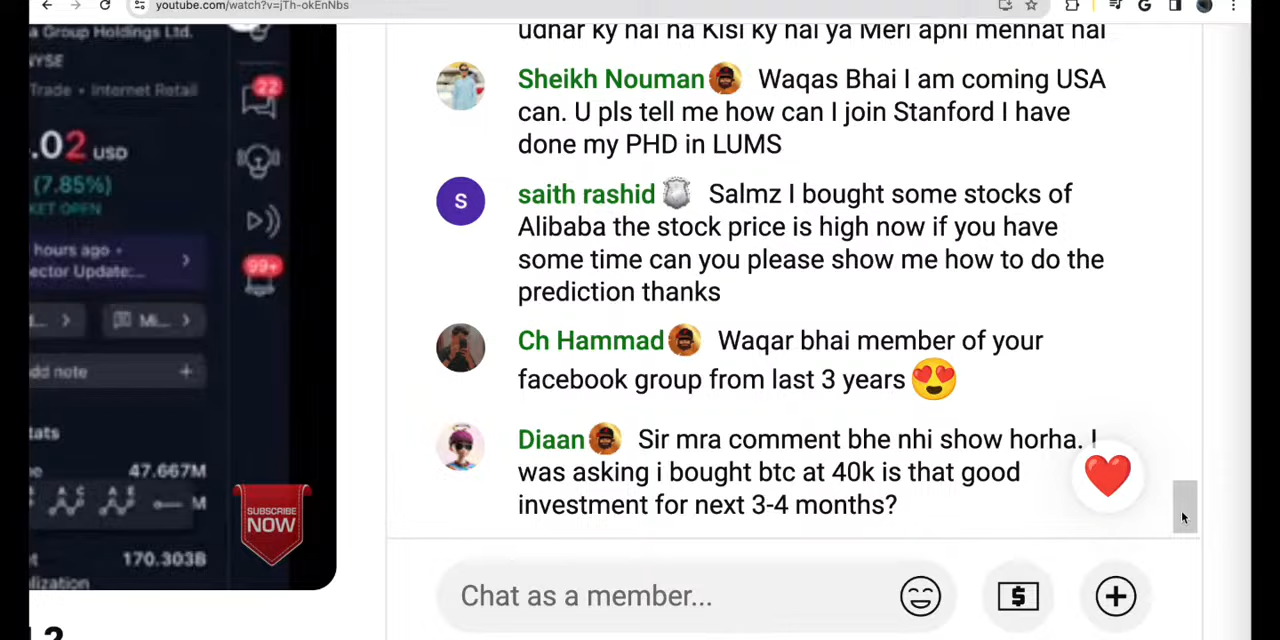 youtube.com/watch?v=jTh-okEnNbs
a Group Holdings Ltd.
NYSE
Trade • Internet Retail
.02 USD
(7.85%)
KET OPEN
hours ago •
ector Update:...
Mi...
dd note
tats
47.667M
M
170.303B
lization
22
99+
SUBSCRIBE
NOW
udhar ky hai na Kisi ky hai ya Meri apni mehnat hai
Sheikh Nouman Waqas Bhai I am coming USA
can. U pls tell me how can I join Stanford I have
done my PHD in LUMS
S
saith rashid Salmz I bought some stocks of
Alibaba the stock price is high now if you have
some time can you please show me how to do the
prediction thanks
Ch Hammad Waqar bhai member of your
facebook group from last 3 years
Diaan Sir mra comment bhe nhi show horha. I
was asking i bought btc at 40k is that good
investment for next 3-4 months?
Chat as a member...